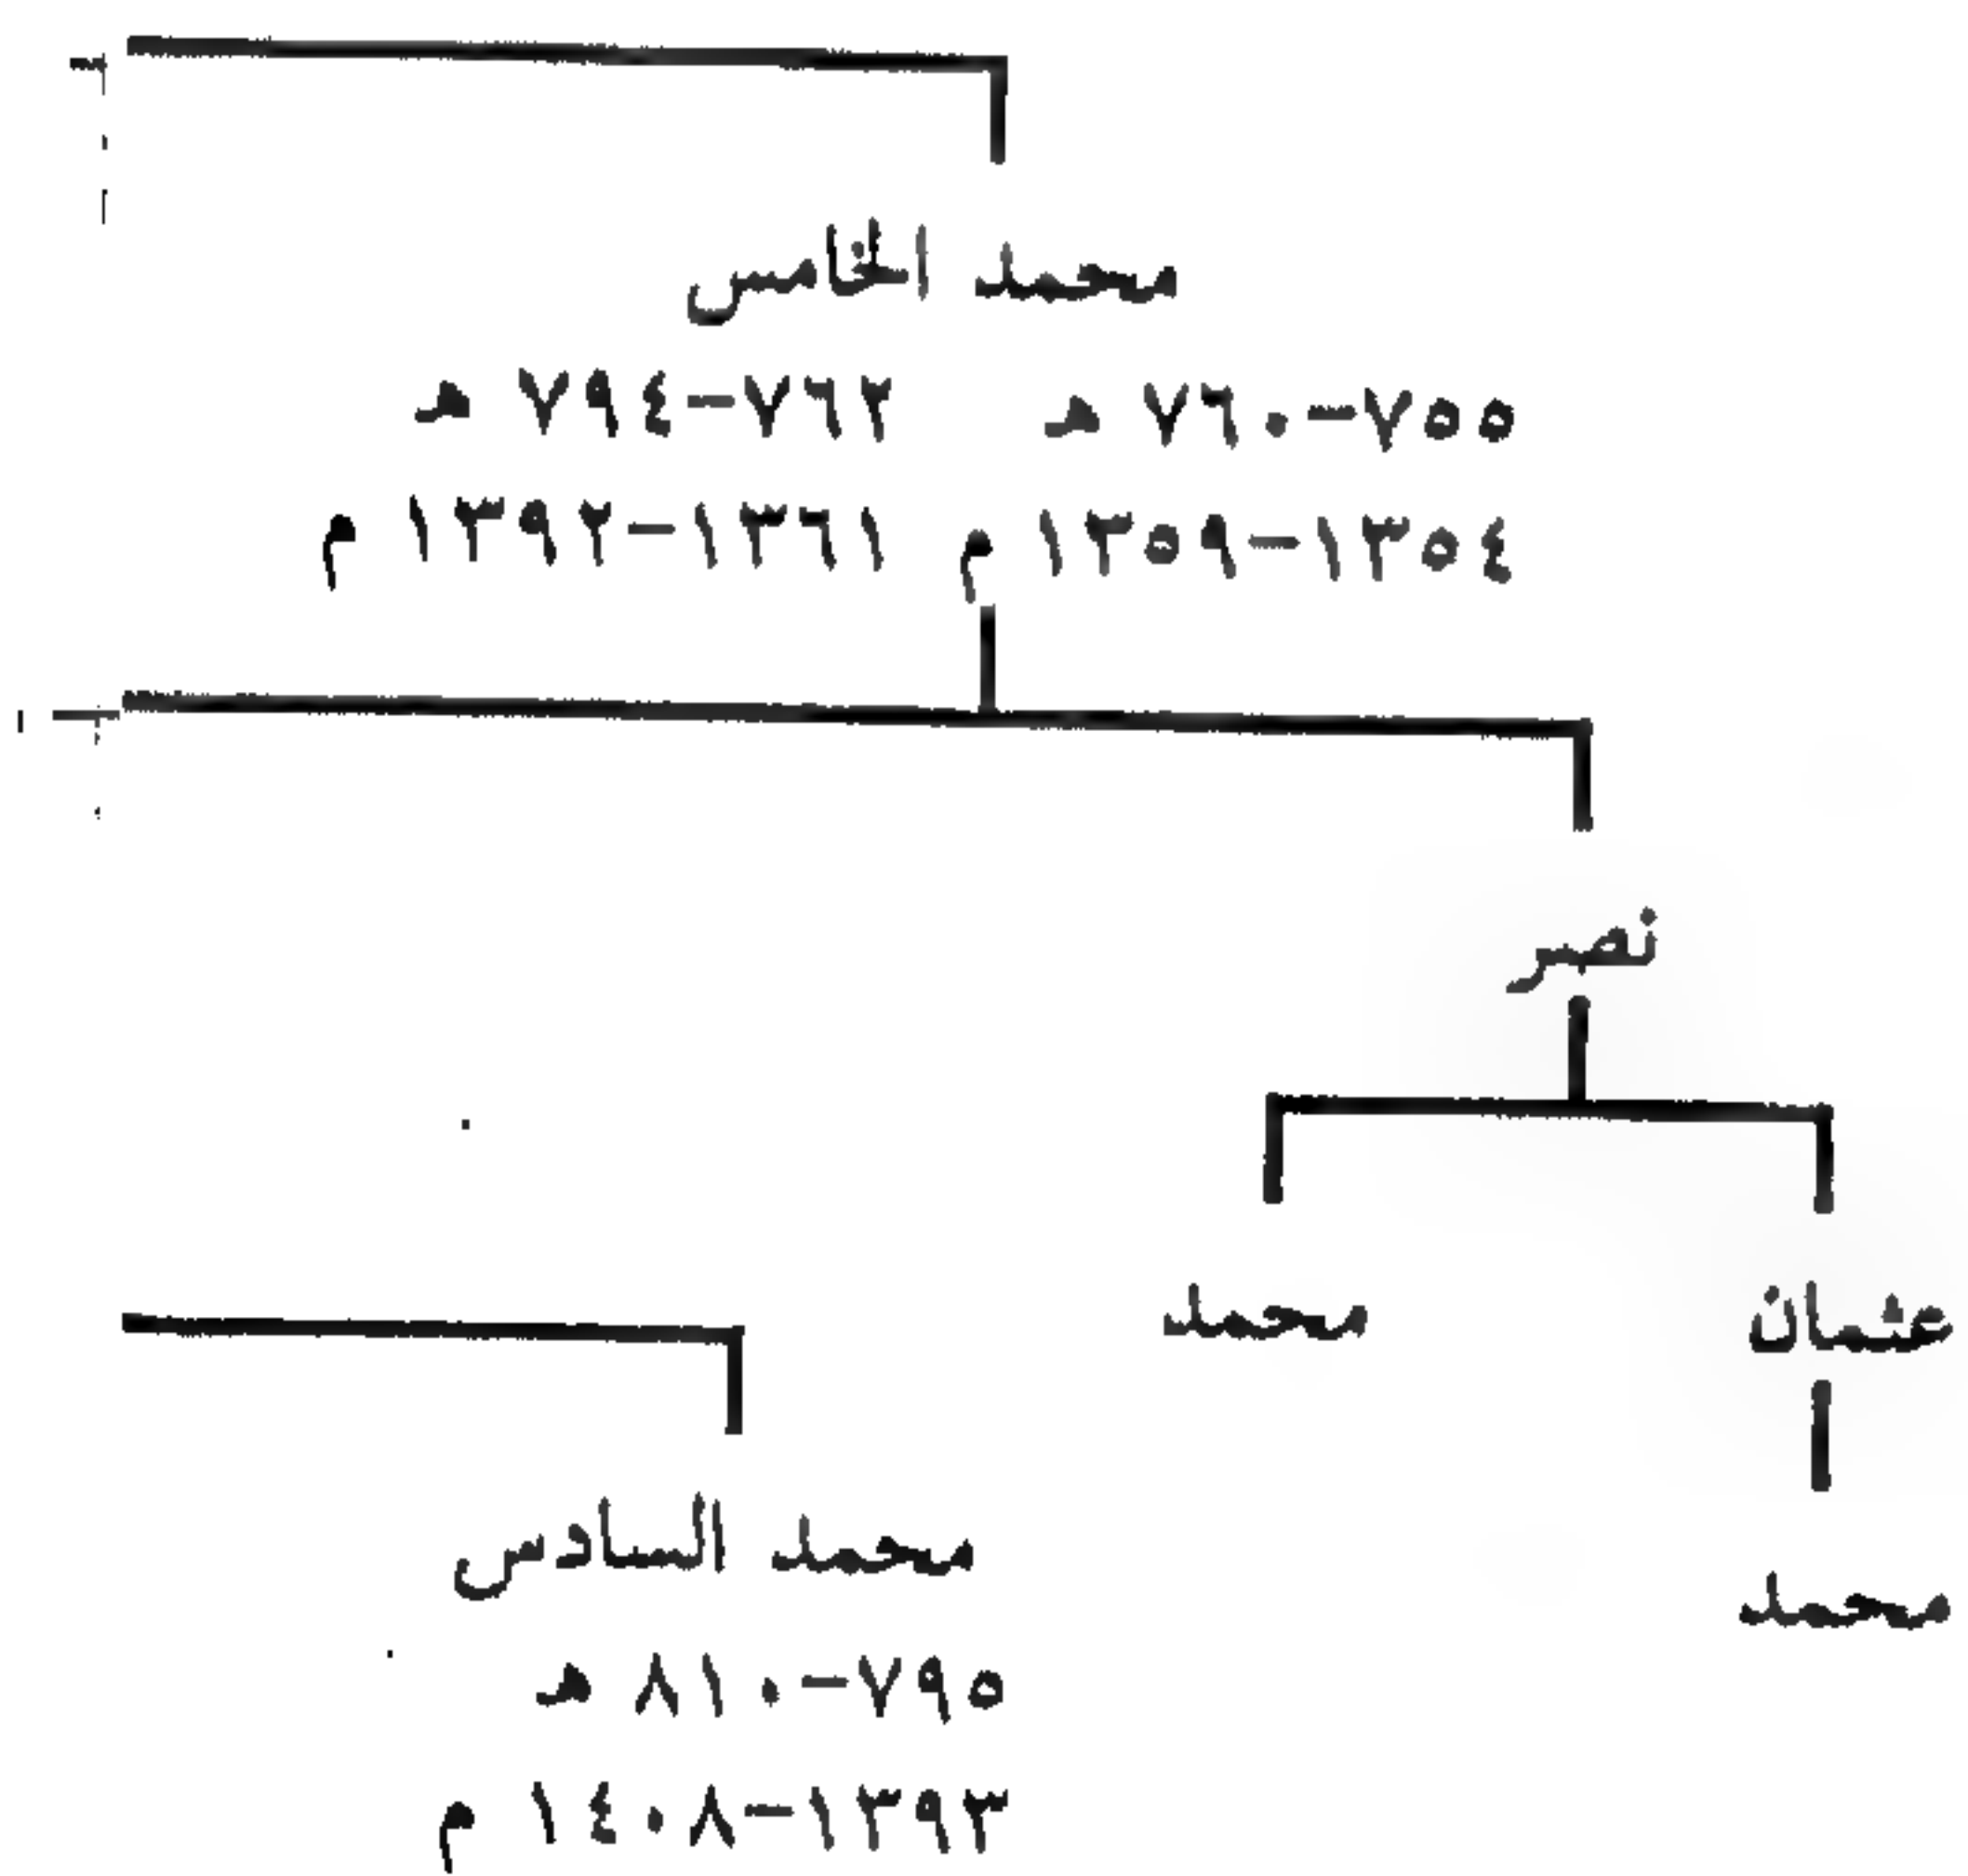 محمد الخامس
٧٥٥-٧٦٠ هـ ٧٦٢-٧٩٤ هـ
١٣٥٤-١٣٥٩ م ١٣٦١-١٣٩٢ م
نصر
محمد
عثمان
محمد السادس
محمد
٧٩٥-٨١٠ هـ
١٣٩٣-١٤٠٨ م